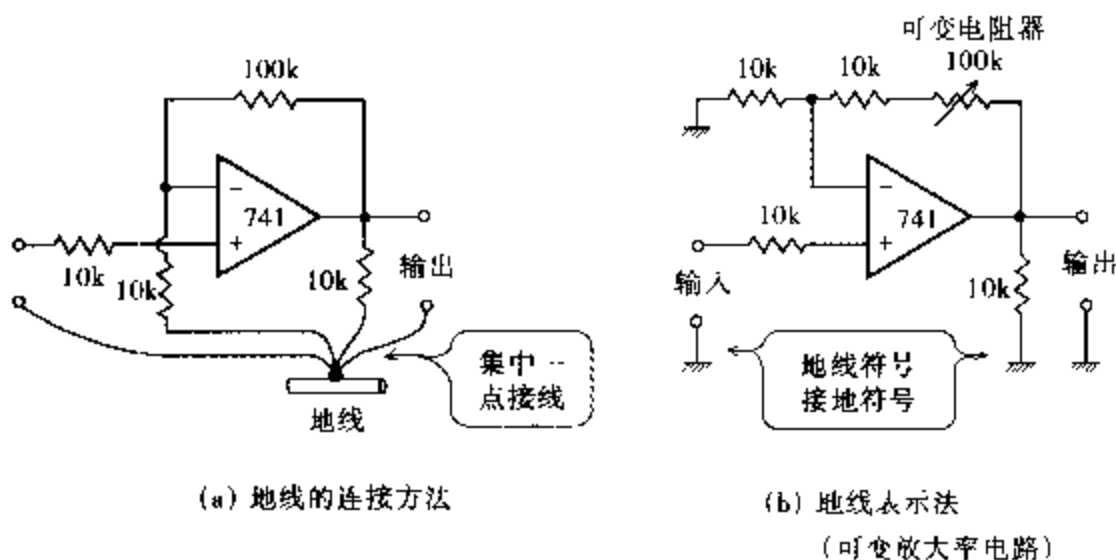 100k
−
741
+
10k
10k
10k
输出
集中一
点接线
地线
(a) 地线的连接方法
可变电阻器
100k
10k
10k
−
741
+
10k
输入
10k
输出
地线符号
接地符号
(b) 地线表示法
(可变放大率电路)